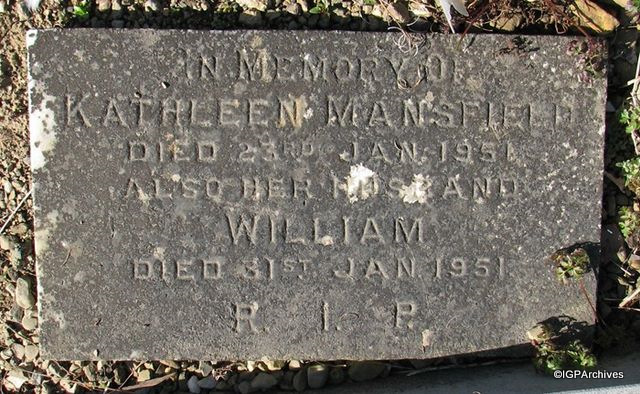 IN MEMORY OF
KATHLEEN MANSFIELD
DIED 23RD JAN. 1951
ALSO HER HUSBAND
WILLIAM
DIED 31ST JAN 1951
R. I. P.
©IGPArchives